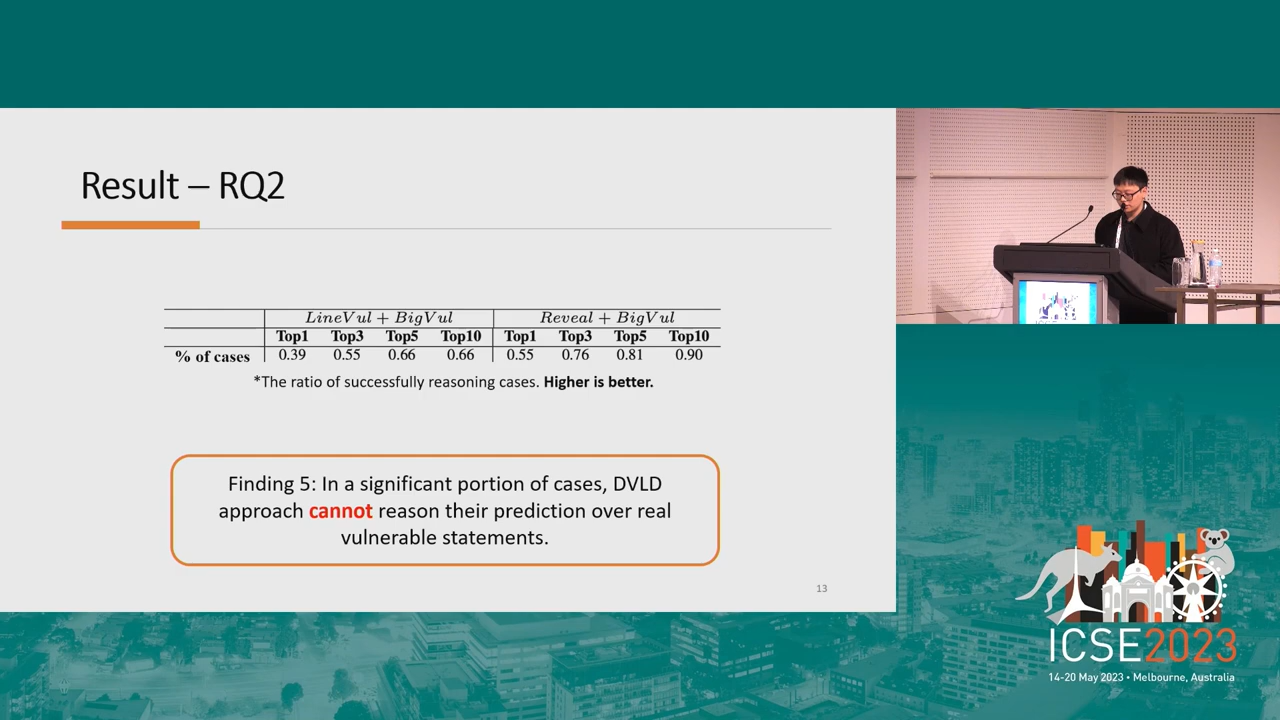 Result – RQ2
LineVul + BigVul Reveal + BigVul
Top1 Top3 Top5 Top10 Top1 Top3 Top5 Top10
% of cases 0.39 0.55 0.66 0.66 0.55 0.76 0.81 0.90
*The ratio of successfully reasoning cases. Higher is better.
Finding 5: In a significant portion of cases, DVLD
approach cannot reason their prediction over real
vulnerable statements.
13
ICSE
ICSE2023
14-20 May 2023 • Melbourne, Australia